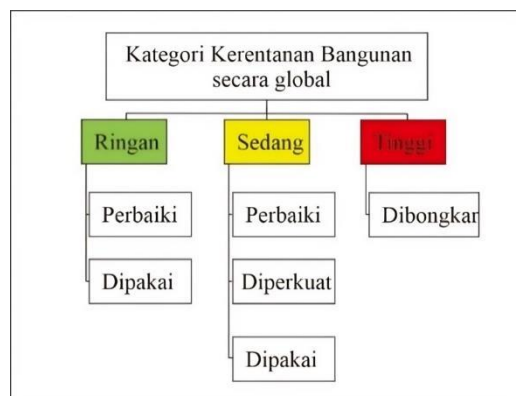 Kategori Kerentanan Bangunan
secara global
Ringan
Sedang
Tinggi
Perbaiki
Perbaiki
Dibongkar
Dipakai
Diperkuat
Dipakai